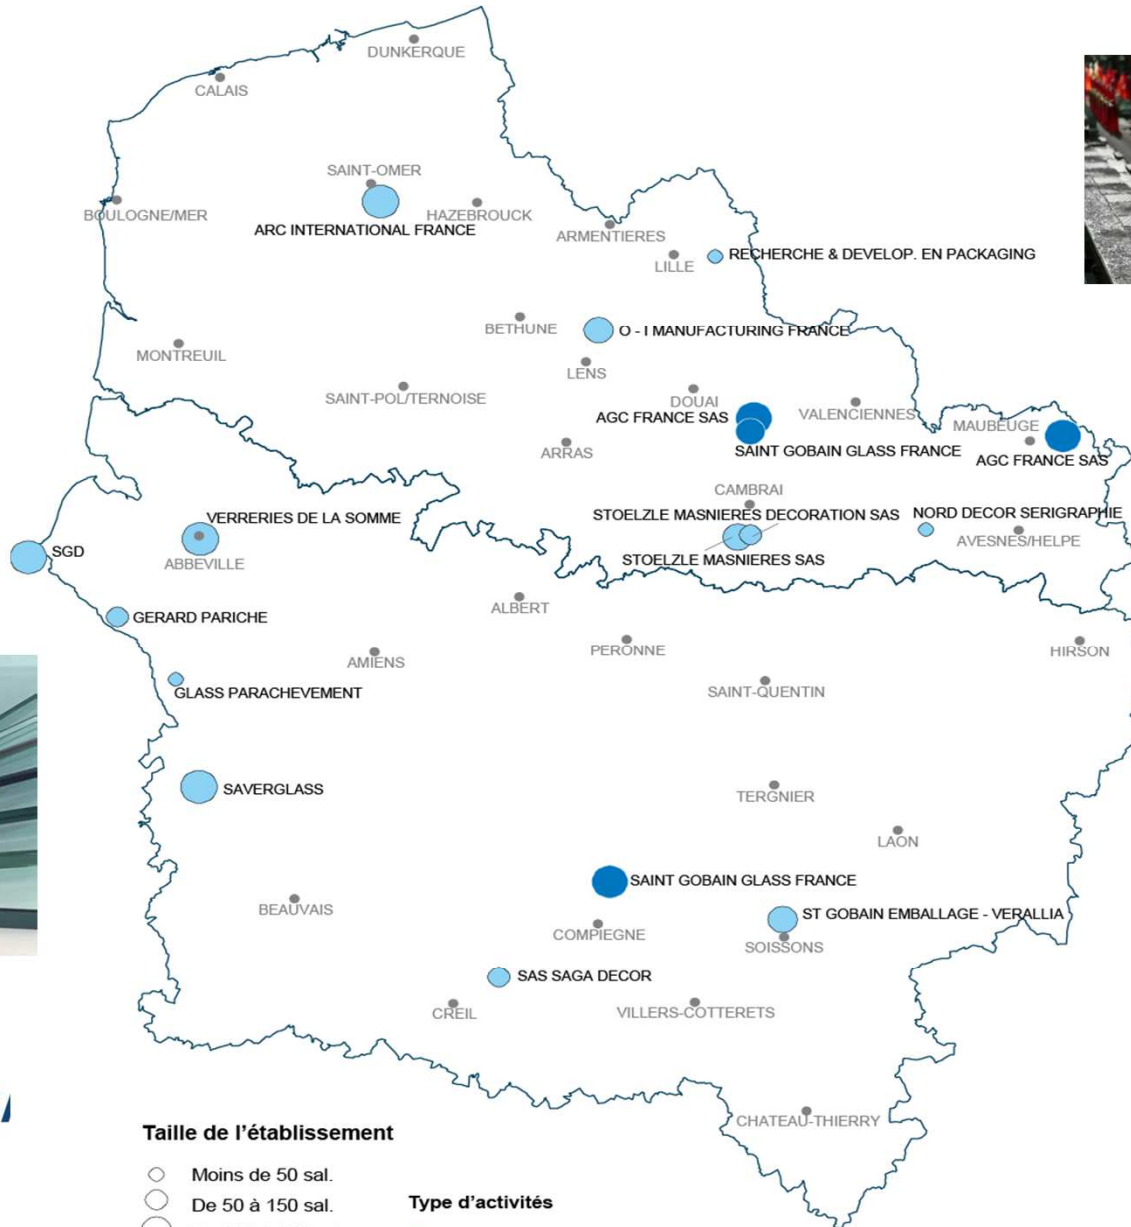 DUNKERQUE
CALAIS
SAINT-OMER
BOULOGNE/MER
HAZEBROUCK
ARC INTERNATIONAL FRANCE
ARMENTIERES
LILLE
RECHERCHE & DEVELOP. EN PACKAGING
BETHUNE
O - I MANUFACTURING FRANCE
MONTREUIL
LENS
SAINT-POL/TERNOISE
DOUAI
VALENCIENNES
AGC FRANCE SAS
MAUBEUGE
ARRAS
SAINT GOBAIN GLASS FRANCE
AGC FRANCE SAS
CAMBRAI
VERRERIES DE LA SOMME
STOELZLE MASNIERES DECORATION SAS
NORD DECOR SERIGRAPHIE
AVESNES/HELPE
SGD
ABBEVILLE
STOELZLE MASNIERES SAS
ALBERT
GERARD PARICHE
PERONNE
HIRSON
AMIENS
GLASS PARACHEVEMENT
SAINT-QUENTIN
SAVERGLASS
TERGNIER
LAON
SAINT GOBAIN GLASS FRANCE
BEAUVAIS
ST GOBAIN EMBALLAGE - VERALLIA
COMPIEGNE
SOISSONS
SAS SAGA DECOR
CREIL
VILLERS-COTTERETS
CHATEAU-THIERRY
Taille de l'établissement
Moins de 50 sal.
De 50 à 150 sal.
Type d'activités